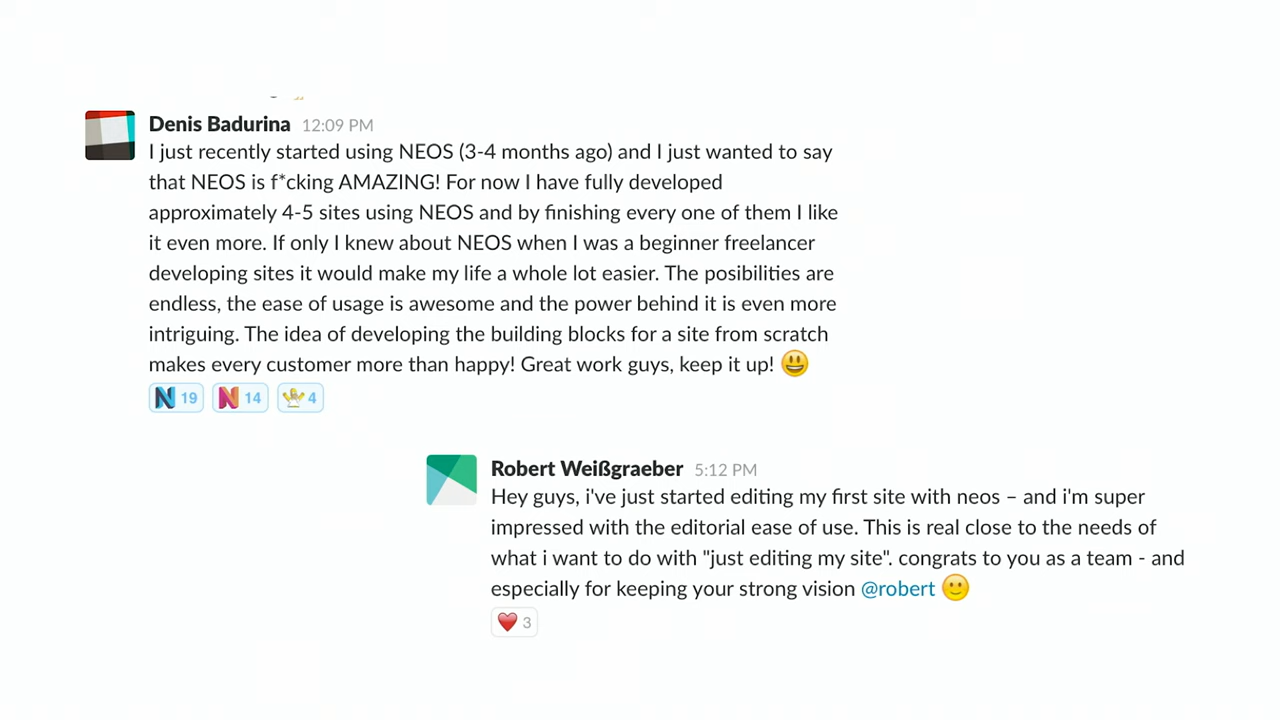 Denis Badurina 12:09 PM
I just recently started using NEOS (3-4 months ago) and I just wanted to say
that NEOS is f*cking AMAZING! For now I have fully developed
approximately 4-5 sites using NEOS and by finishing every one of them I like
it even more. If only I knew about NEOS when I was a beginner freelancer
developing sites it would make my life a whole lot easier. The posibilities are
endless, the ease of usage is awesome and the power behind it is even more
intriguing. The idea of developing the building blocks for a site from scratch
makes every customer more than happy! Great work guys, keep it up! 😃
N 19 N 14 4
Robert Weißgraeber 5:12 PM
Hey guys, i've just started editing my first site with neos – and i'm super
impressed with the editorial ease of use. This is real close to the needs of
what i want to do with "just editing my site". congrats to you as a team - and
especially for keeping your strong vision @robert 🙂
❤️ 3